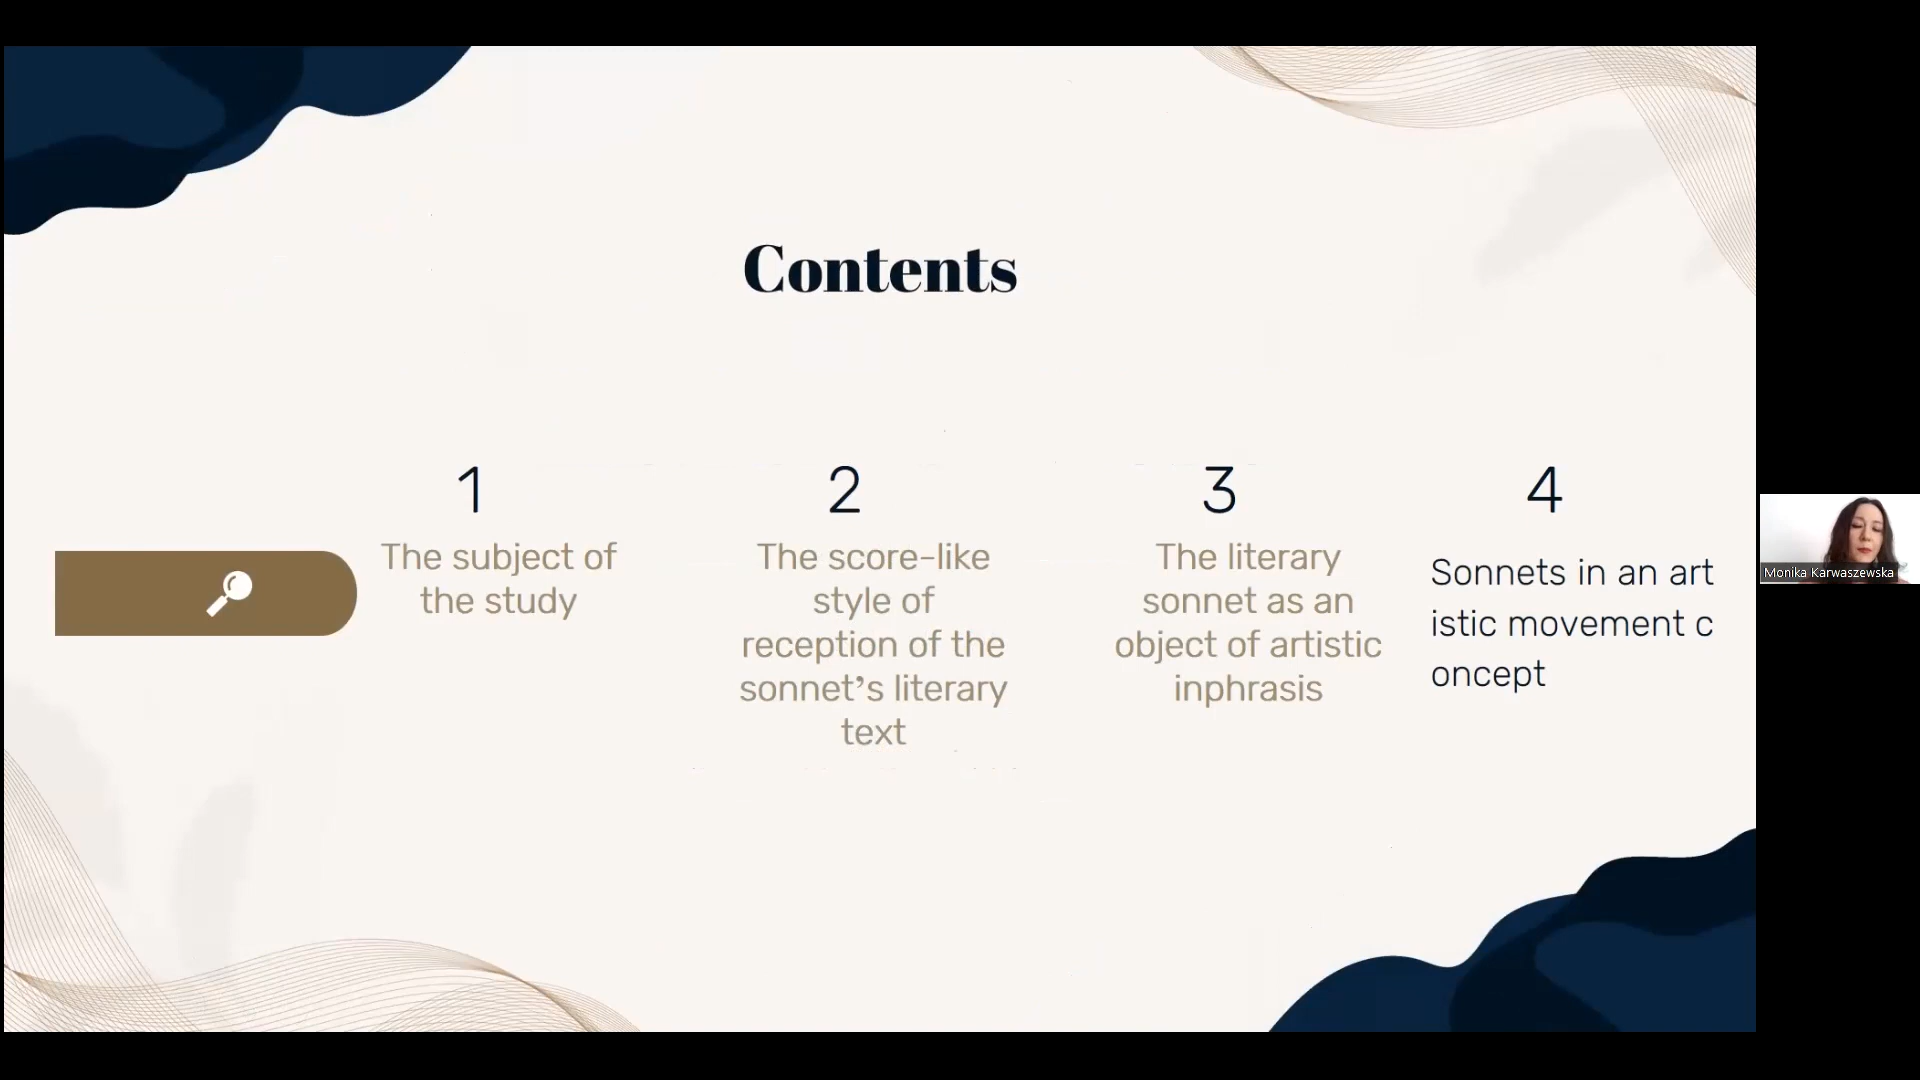 Contents
1
The subject of
the study
2
The score-like
style of
reception of the
sonnet’s literary
text
3
The literary
sonnet as an
object of artistic
inphrasis
4
Sonnets in an art
istic movement c
oncept
Monika Karwaszewska